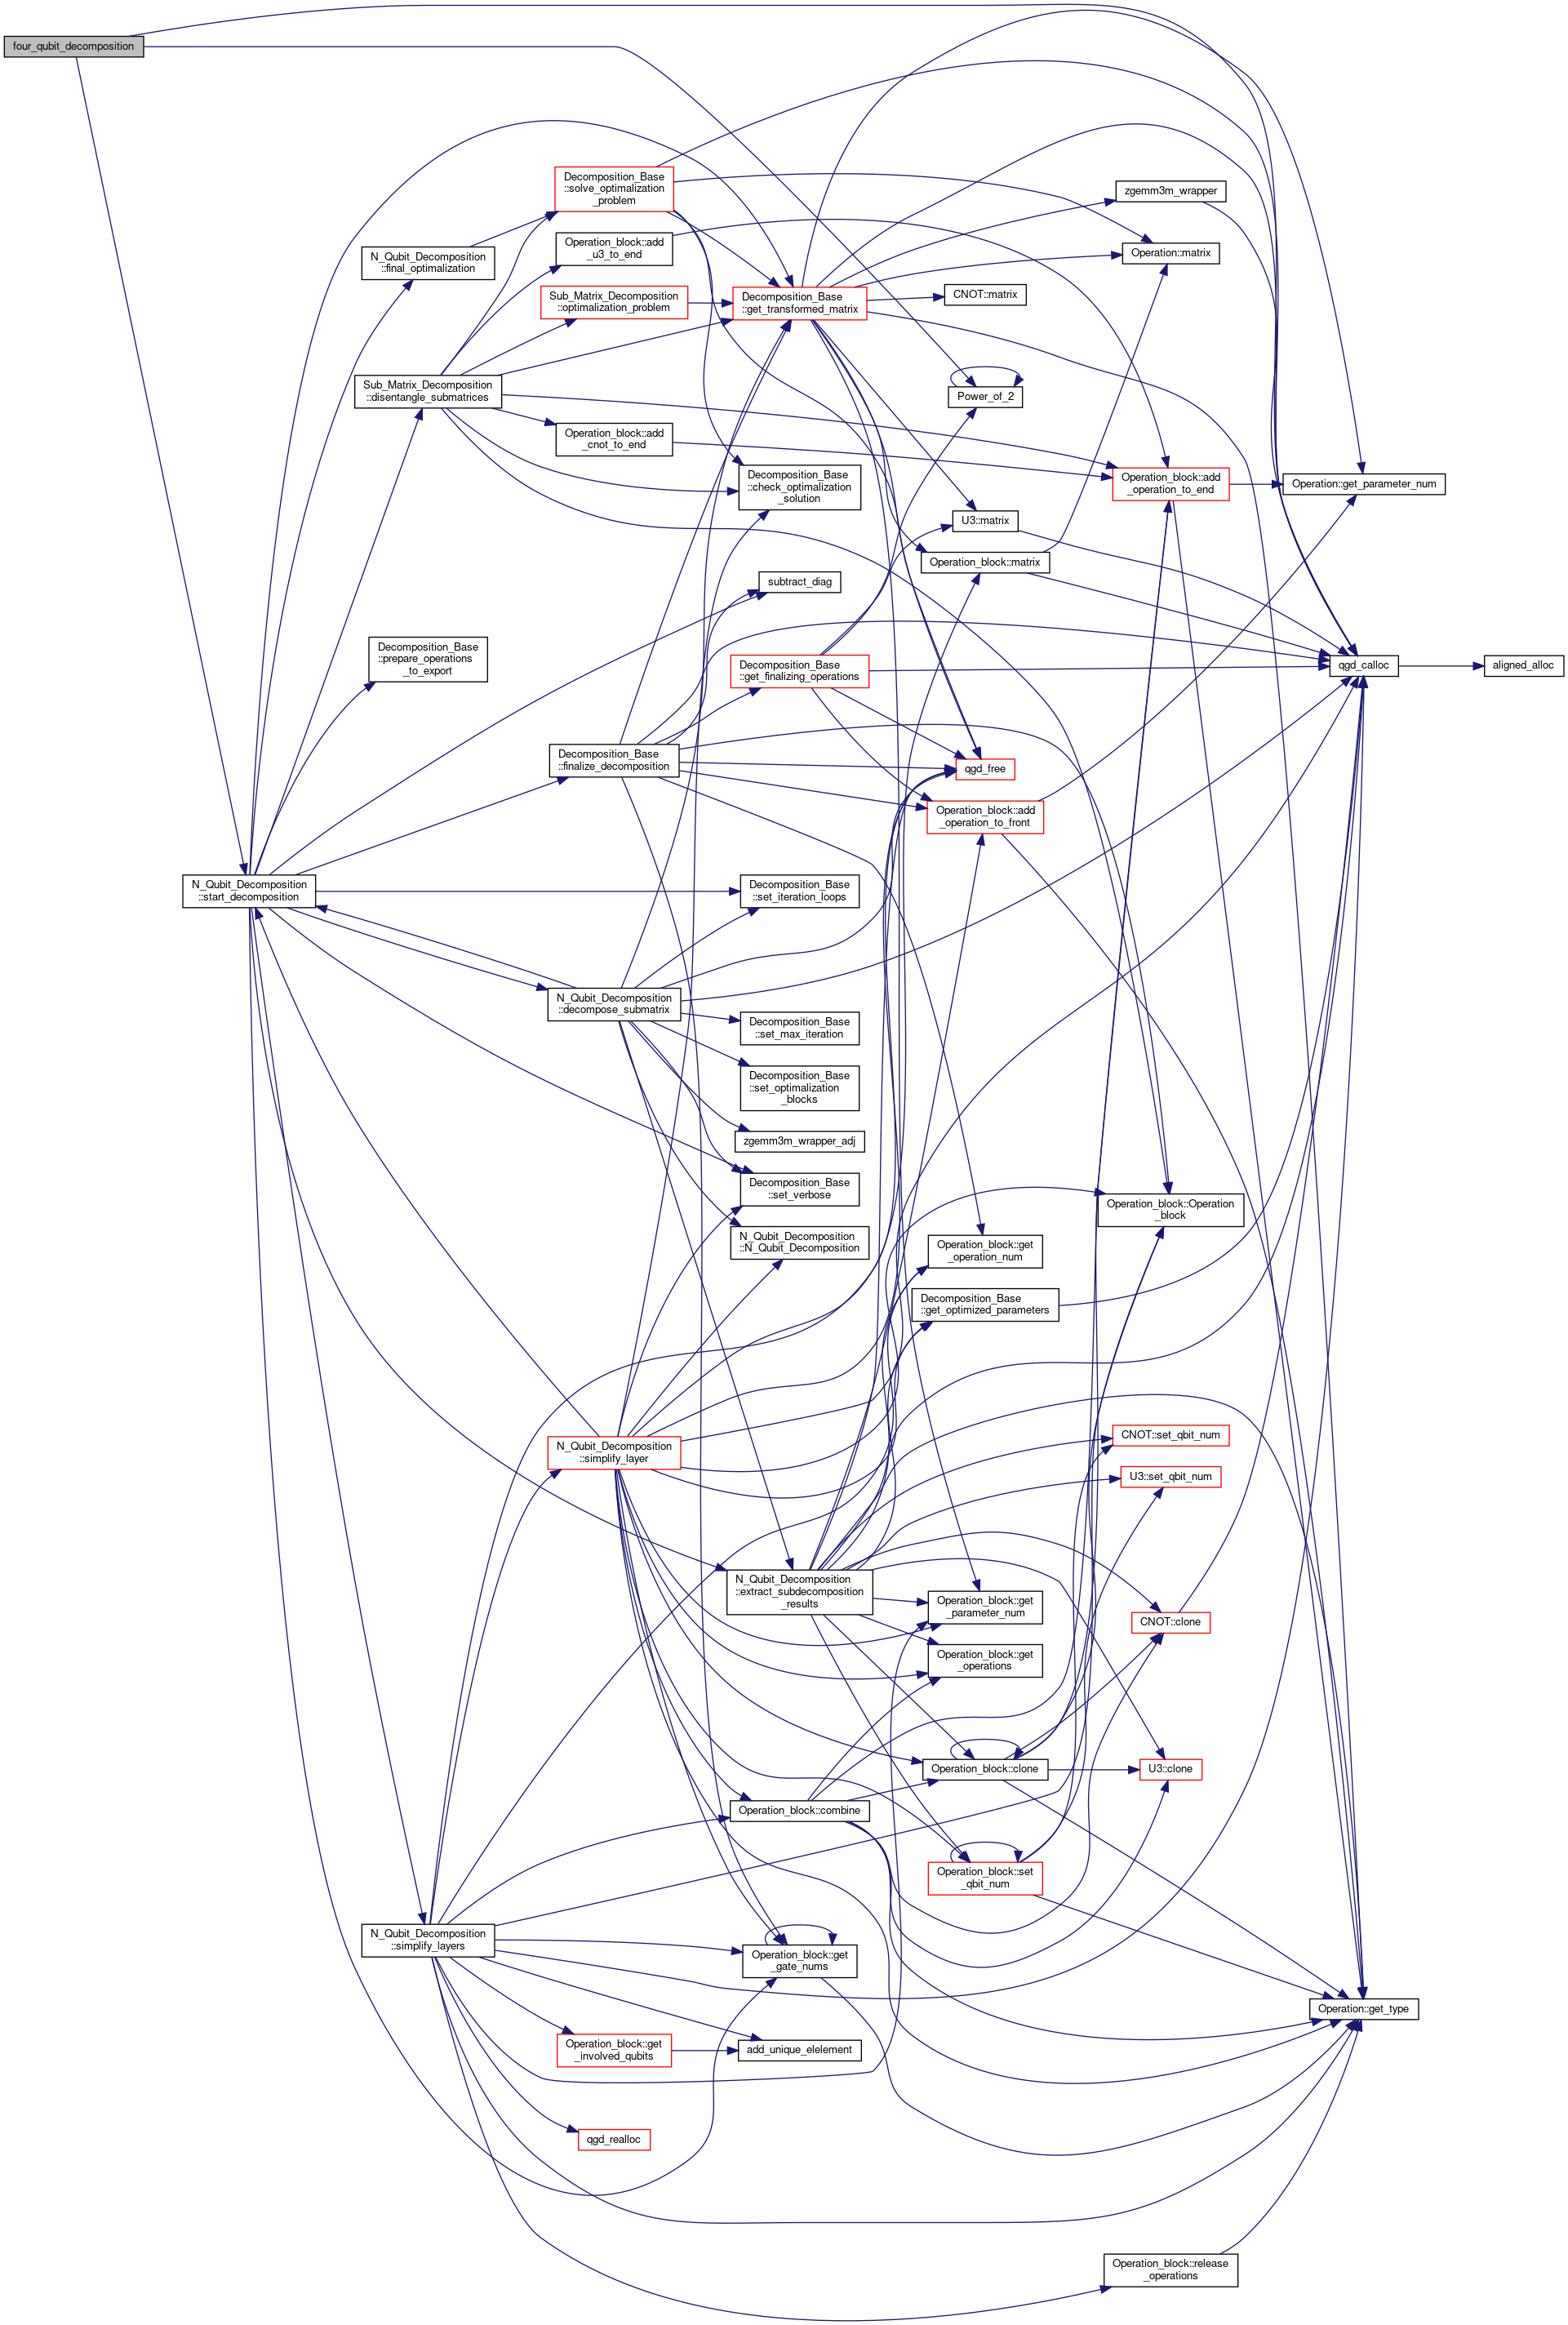 four_qubit_decomposition
Decomposition_Base
::solve_optimalization
_problem
zgemm3m_wrapper
Operation_block::add
_u3_to_end
Operation::matrix
N_Qubit_Decomposition
::final_optimalization
Sub_Matrix_Decomposition
::optimalization_problem
Decomposition_Base
::get_transformed_matrix
CNOT::matrix
Sub_Matrix_Decomposition
::disentangle_submatrices
Power_of_2
Operation_block::add
_cnot_to_end
Decomposition_Base
::check_optimalization
_solution
Operation_block::add
_operation_to_end
Operation::get_parameter_num
U3::matrix
Operation_block::matrix
subtract_diag
Decomposition_Base
::prepare_operations
_to_export
Decomposition_Base
::get_finalizing_operations
qgd_calloc
aligned_alloc
Decomposition_Base
::finalize_decomposition
qgd_free
Operation_block::add
_operation_to_front
N_Qubit_Decomposition
::start_decomposition
Decomposition_Base
::set_iteration_loops
N_Qubit_Decomposition
::decompose_submatrix
Decomposition_Base
::set_max_iteration
Decomposition_Base
::set_optimalization
_blocks
zgemm3m_wrapper_adj
Decomposition_Base
::set_verbose
Operation_block::Operation
_block
N_Qubit_Decomposition
::N_Qubit_Decomposition
Operation_block::get
_operation_num
Decomposition_Base
::get_optimized_parameters
CNOT::set_qbit_num
N_Qubit_Decomposition
::simplify_layer
U3::set_qbit_num
N_Qubit_Decomposition
::extract_subdecomposition
_results
Operation_block::get
_parameter_num
CNOT::clone
Operation_block::get
_operations
Operation_block::clone
U3::clone
Operation_block::combine
Operation_block::set
_qbit_num
N_Qubit_Decomposition
::simplify_layers
Operation_block::get
_gate_nums
Operation::get_type
Operation_block::get
_involved_qubits
add_unique_elelement
qgd_realloc
Operation_block::release
_operations